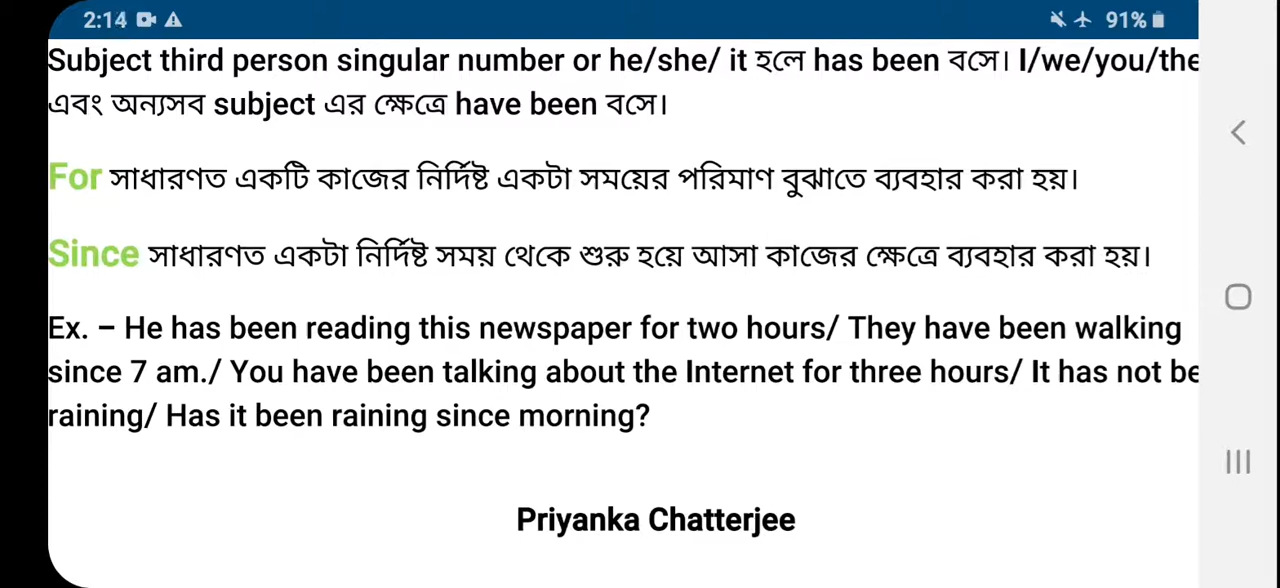 2:14 91%
Subject third person singular number or he/she/ it হলে has been বসে। I/we/you/the
এবং অন্যসব subject এর ক্ষেত্রে have been বসে।
For সাধারণত একটি কাজের নির্দিষ্ট একটা সময়ের পরিমাণ বুঝাতে ব্যবহার করা হয়।
Since সাধারণত একটা নির্দিষ্ট সময় থেকে শুরু হয়ে আসা কাজের ক্ষেত্রে ব্যবহার করা হয়।
Ex. – He has been reading this newspaper for two hours/ They have been walking
since 7 am./ You have been talking about the Internet for three hours/ It has not be
raining/ Has it been raining since morning?
Priyanka Chatterjee